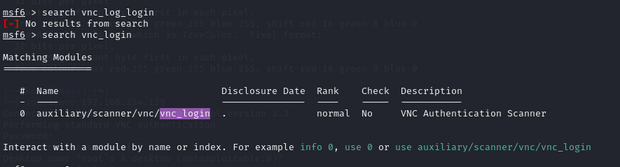 msf6 > search vnc_log_login
[-] No results from search
msf6 > search vnc_login
Matching Modules
================
# Name Disclosure Date Rank Check Description
- ---- --------------- ---- ----- -----------
0 auxiliary/scanner/vnc/vnc_login . normal No VNC Authentication Scanner
Interact with a module by name or index. For example info 0, use 0 or use auxiliary/scanner/vnc/vnc_login